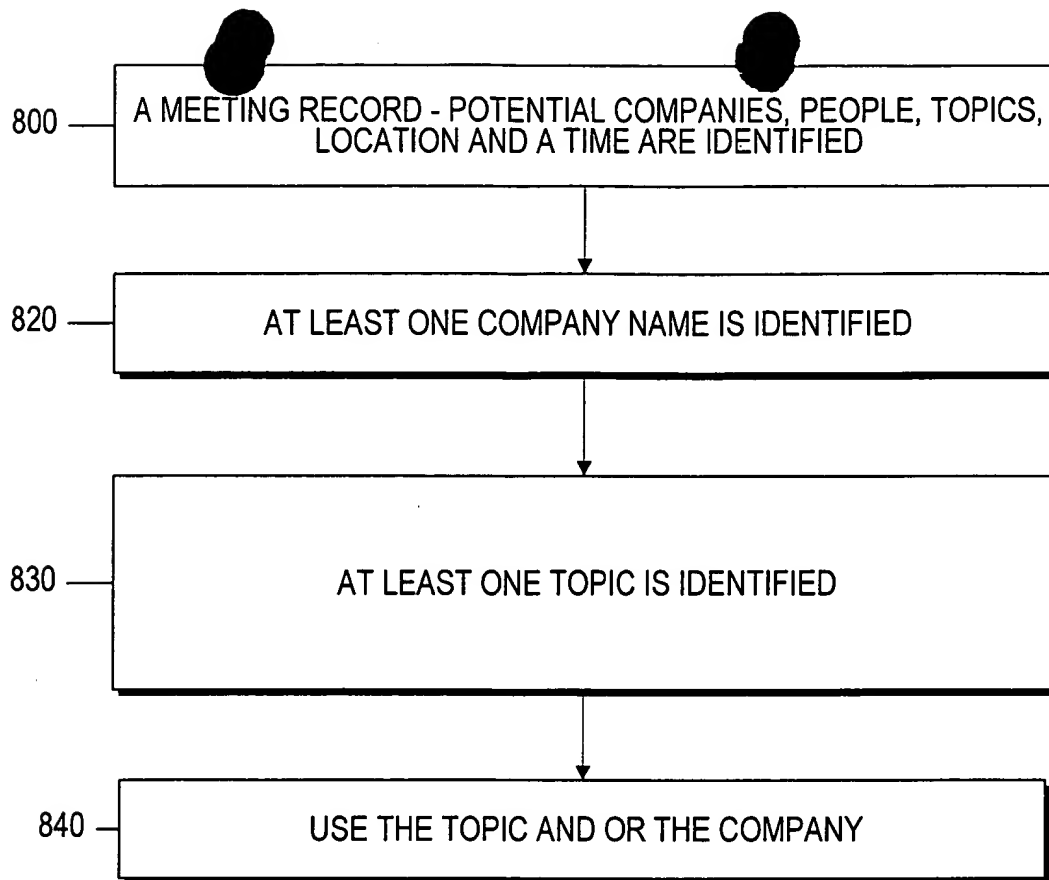 800
A MEETING RECORD - POTENTIAL COMPANIES, PEOPLE, TOPICS,
LOCATION AND A TIME ARE IDENTIFIED
820
AT LEAST ONE COMPANY NAME IS IDENTIFIED
830
AT LEAST ONE TOPIC IS IDENTIFIED
840
USE THE TOPIC AND OR THE COMPANY